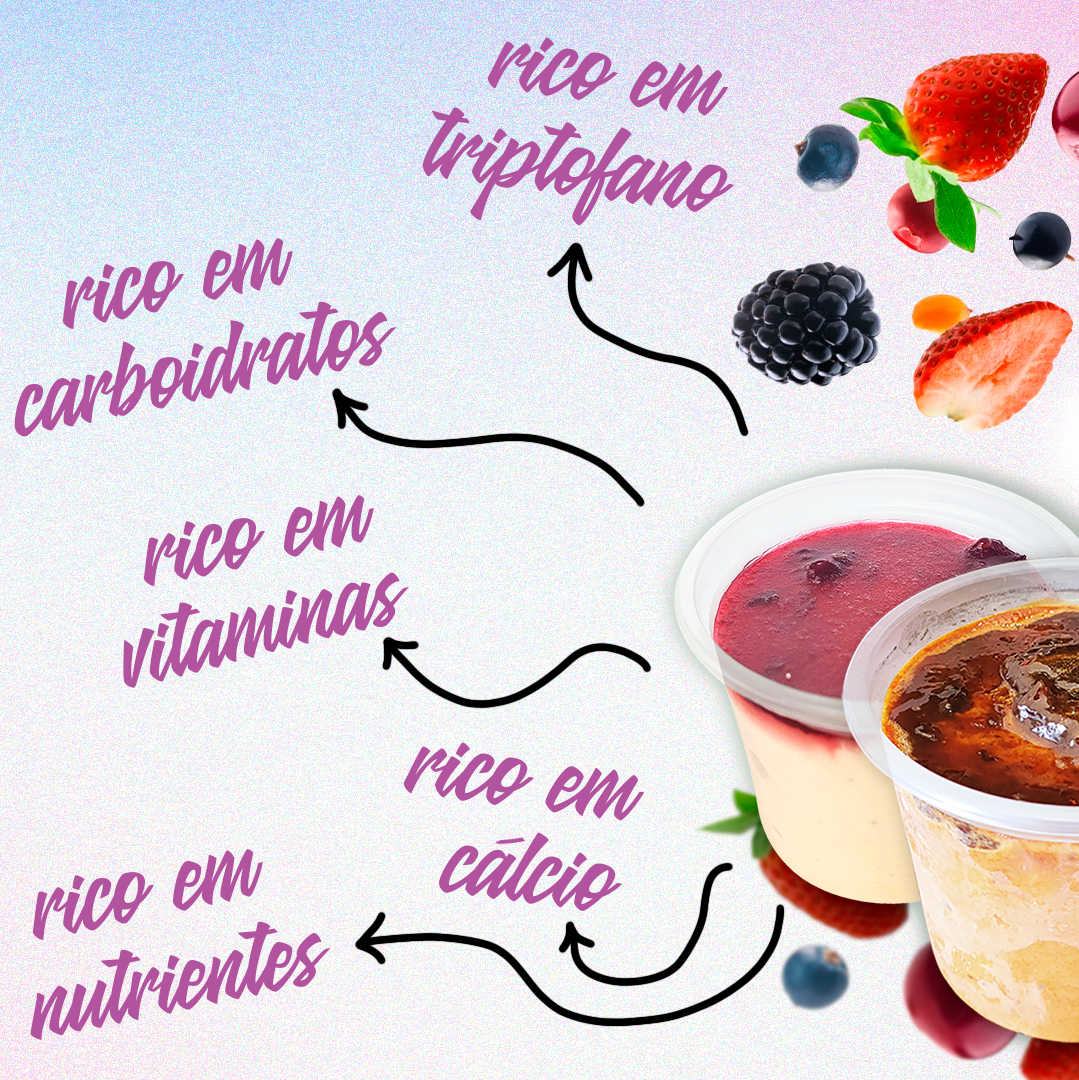 rico em
triptofano
rico em
carboidratos
rico em
vitaminas
rico em
cálcio
rico em
nutrientes